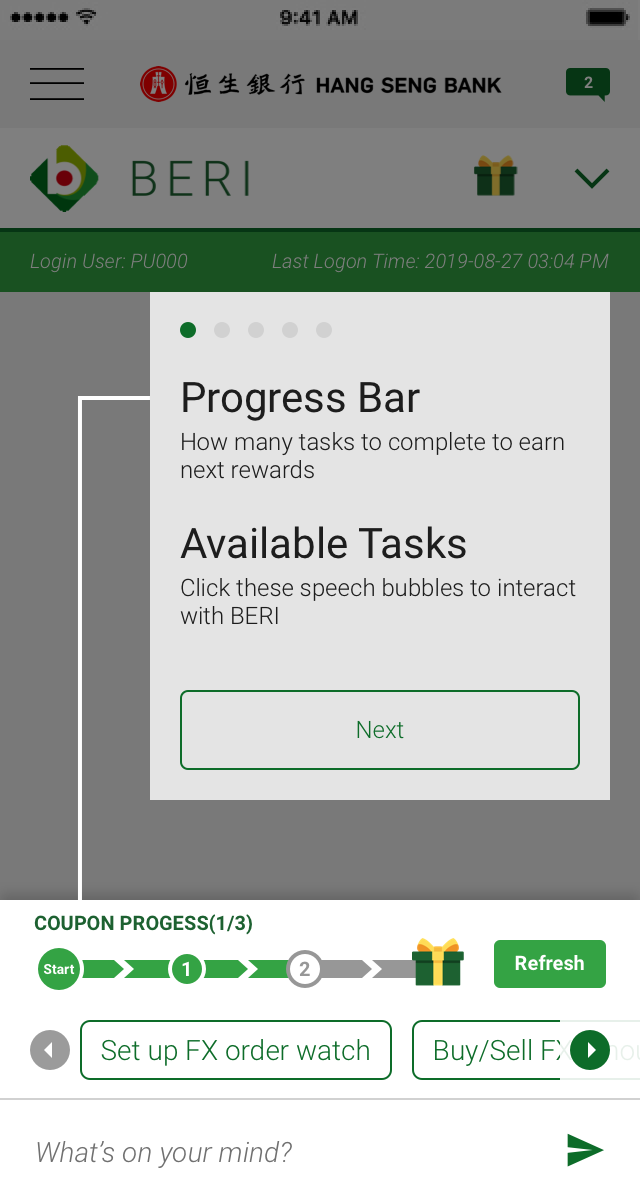 9:41 AM
恒生銀行 HANG SENG BANK
2
BERI
Login User: PU000
Last Logon Time: 2019-08-27 03:04 PM
Progress Bar
How many tasks to complete to earn
next rewards
Available Tasks
Click these speech bubbles to interact
with BERI
Next
COUPON PROGESS(1/3)
Start
1
2
Refresh
Set up FX order watch
Buy/Sell FX
What's on your mind?